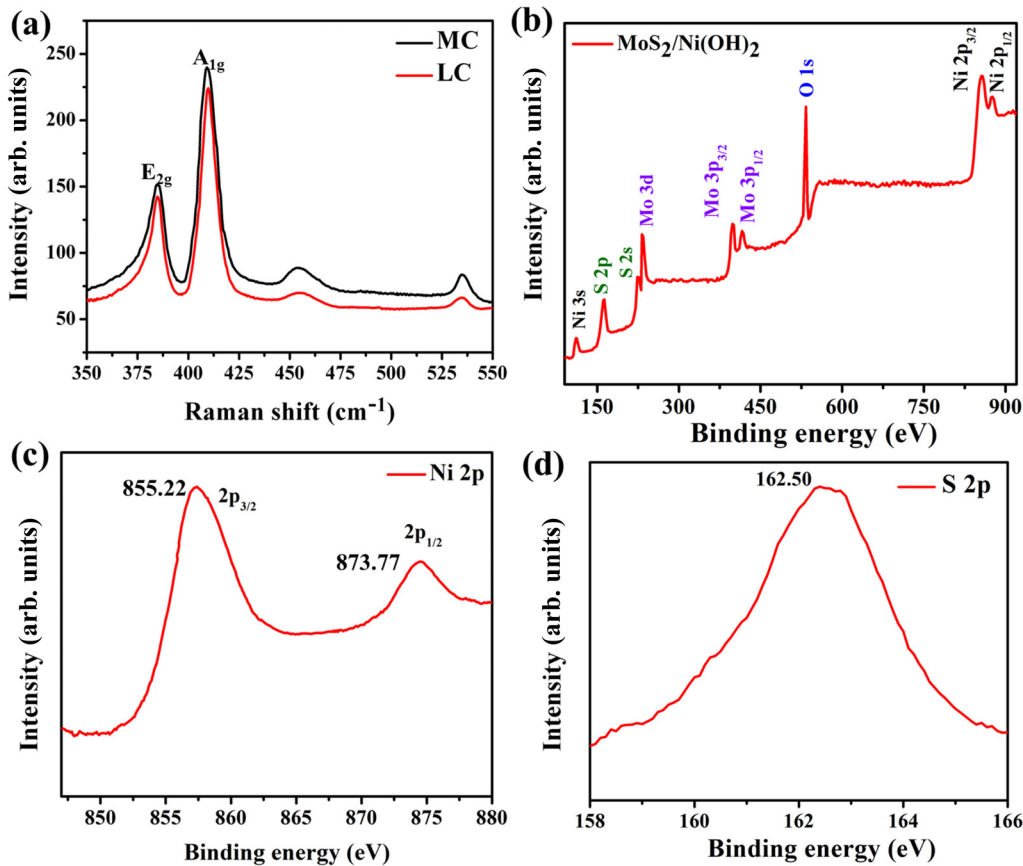 (a)
MC
LC
A1g
E2g
Intensity (arb. units)
250
200
150
100
50
350 375 400 425 450 475 500 525 550
Raman shift (cm⁻¹)
(b)
MoS2/Ni(OH)2
Ni 3s
S 2p
S 2s
Mo 3d
Mo 3p3/2
Mo 3p1/2
O 1s
Ni 2p3/2
Ni 2p1/2
Intensity (arb. units)
150 300 450 600 750 900
Binding energy (eV)
(c)
Ni 2p
855.22
2p3/2
2p1/2
873.77
Intensity (arb. units)
850 855 860 865 870 875 880
Binding energy (eV)
(d)
S 2p
162.50
Intensity (arb. units)
158 160 162 164 166
Binding energy (eV)